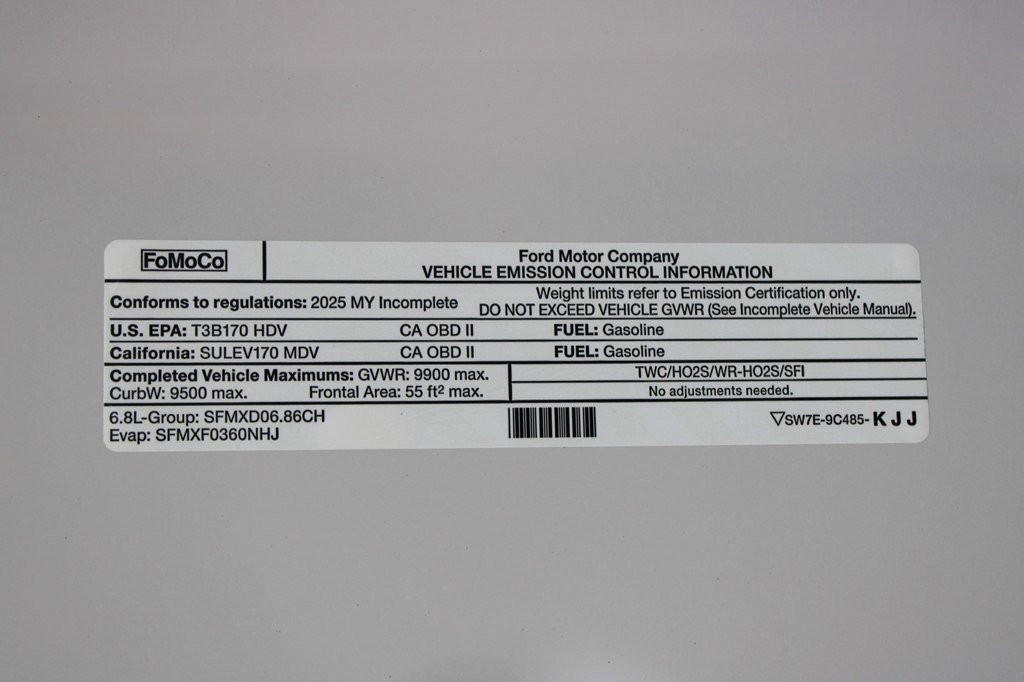 FoMoCo
Ford Motor Company
VEHICLE EMISSION CONTROL INFORMATION
Conforms to regulations: 2025 MY Incomplete
Weight limits refer to Emission Certification only.
DO NOT EXCEED VEHICLE GVWR (See Incomplete Vehicle Manual).
U.S. EPA: T3B170 HDV CA OBD II FUEL: Gasoline
California: SULEV170 MDV CA OBD II FUEL: Gasoline
Completed Vehicle Maximums: GVWR: 9900 max.
CurbW: 9500 max. Frontal Area: 55 ft² max.
TWC/HO2S/WR-HO2S/SFI
No adjustments needed.
6.8L-Group: SFMXD06.86CH
Evap: SFMXF0360NHJ
▽SW7E-9C485-KJJ